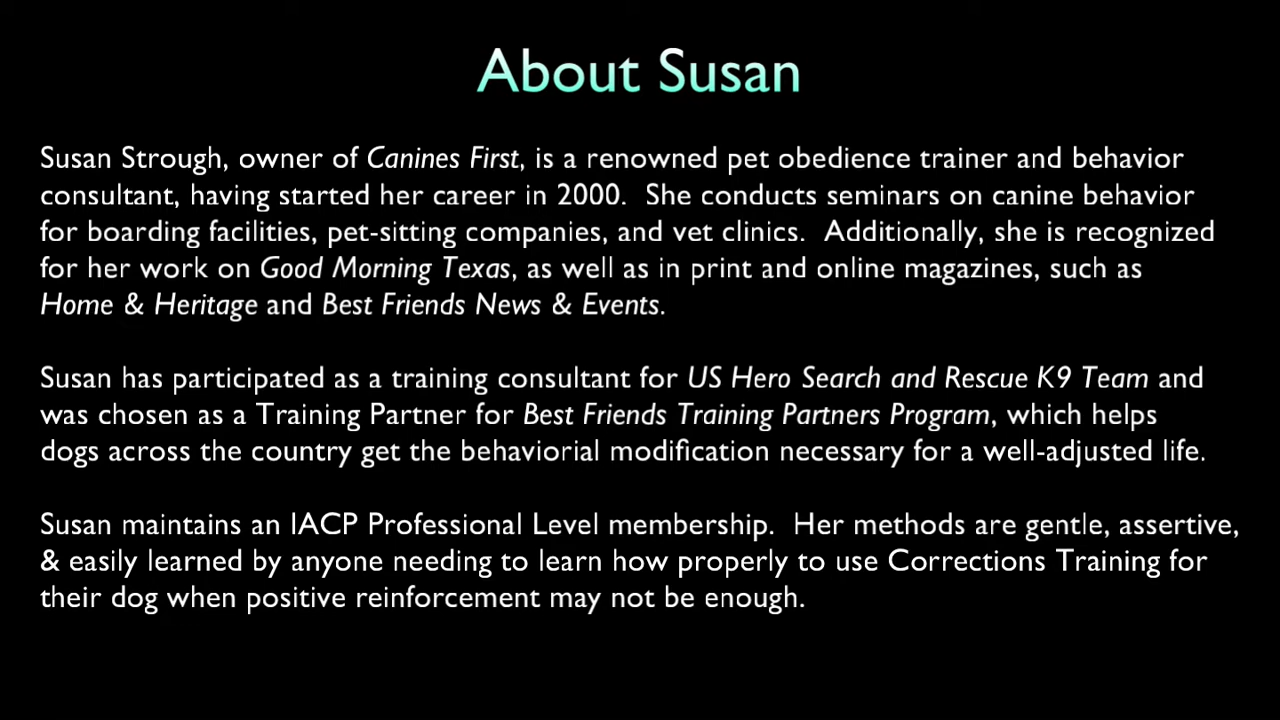 About Susan
Susan Strough, owner of Canines First, is a renowned pet obedience trainer and behavior
consultant, having started her career in 2000.  She conducts seminars on canine behavior
for boarding facilities, pet-sitting companies, and vet clinics.  Additionally, she is recognized
for her work on Good Morning Texas, as well as in print and online magazines, such as
Home & Heritage and Best Friends News & Events.
Susan has participated as a training consultant for US Hero Search and Rescue K9 Team and
was chosen as a Training Partner for Best Friends Training Partners Program, which helps
dogs across the country get the behaviorial modification necessary for a well-adjusted life.
Susan maintains an IACP Professional Level membership.  Her methods are gentle, assertive,
& easily learned by anyone needing to learn how properly to use Corrections Training for
their dog when positive reinforcement may not be enough.